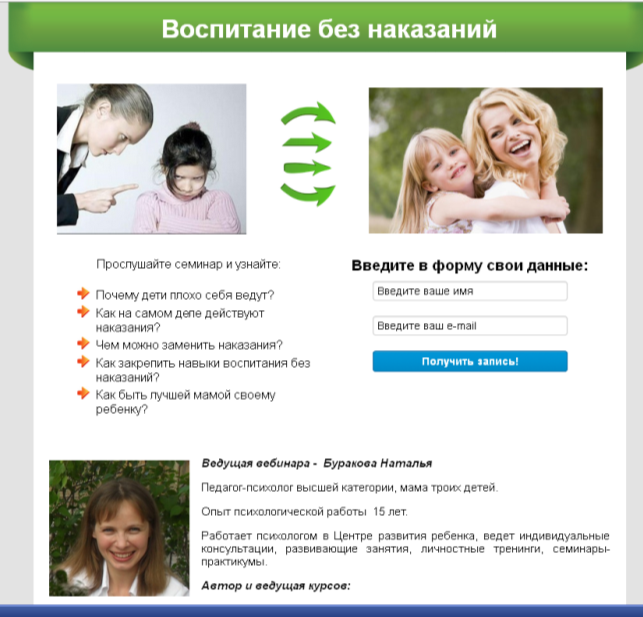 Воспитание без наказаний
Прослушайте семинар и узнайте:
Почему дети плохо себя ведут?
Как на самом деле действуют
наказания?
Чем можно заменить наказания?
Как закрепить навыки воспитания без
наказаний?
Как быть лучшей мамой своему
ребенку?
Введите в форму свои данные:
Введите ваше имя
Введите ваш e-mail
Получить запись!
Ведущая вебинара - Буракова Наталья
Педагог-психолог высшей категории, мама троих детей.
Опыт психологической работы 15 лет.
Работает психологом в Центре развития ребенка, ведет индивидуальные
консультации, развивающие занятия, личностные тренинги, семинары-
практикумы.
Автор и ведущая курсов: